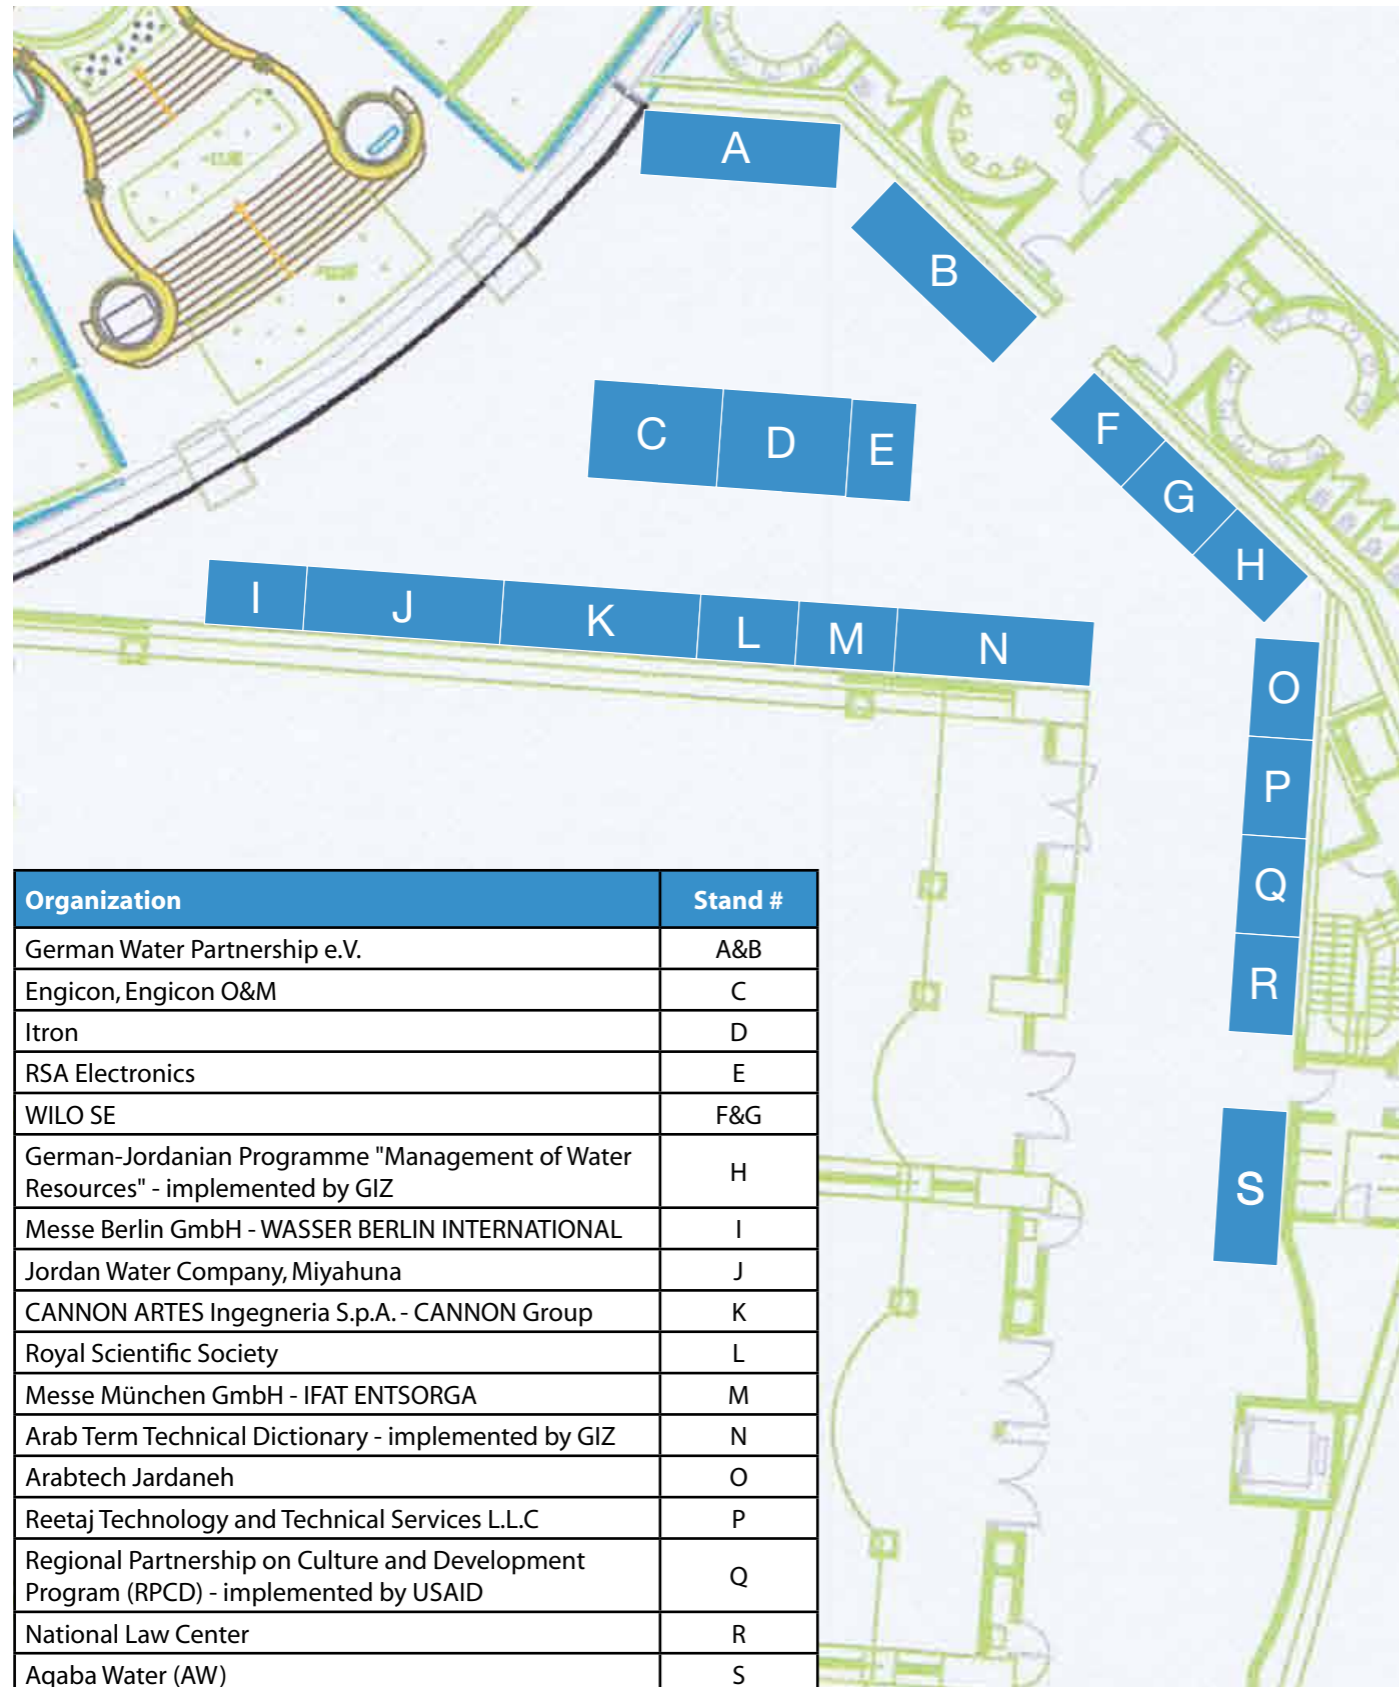 A
B
C D E
F
G
H
I J K L M N
O
P
Q
R
S
Organization Stand #
German Water Partnership e.V. A&B
Engicon, Engicon O&M C
Itron D
RSA Electronics E
WILO SE F&G
German-Jordanian Programme "Management of Water
Resources" - implemented by GIZ H
Messe Berlin GmbH - WASSER BERLIN INTERNATIONAL I
Jordan Water Company, Miyahuna J
CANNON ARTES Ingegneria S.p.A. - CANNON Group K
Royal Scientific Society L
Messe München GmbH - IFAT ENTSORGA M
Arab Term Technical Dictionary - implemented by GIZ N
Arabtech Jardaneh O
Reetaj Technology and Technical Services L.L.C P
Regional Partnership on Culture and Development
Program (RPCD) - implemented by USAID Q
National Law Center R
Aqaba Water (AW) S